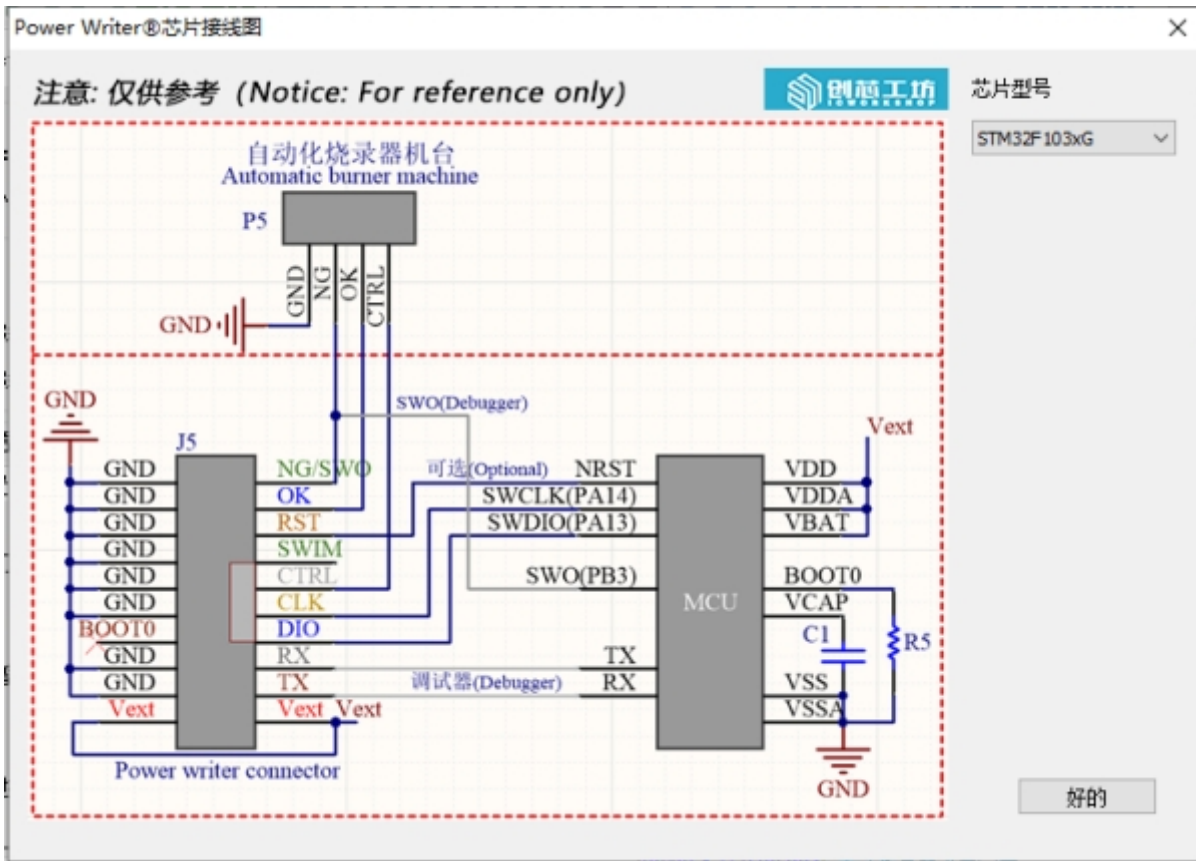 Power Writer®芯片接线图
注意: 仅供参考 (Notice: For reference only)
创芯工坊
ICWORKSHOP
芯片型号
STM32F103xG
自动化烧录器机台
Automatic burner machine
P5
GND
NG
OK
CTRL
GND
GND
SWO(Debugger)
Vext
J5
GND
NG/SWO
可选(Optional)
NRST
VDD
GND
OK
SWCLK(PA14)
VDDA
GND
RST
SWDIO(PA13)
VBAT
GND
SWIM
GND
CTRL
SWO(PB3)
BOOT0
GND
CLK
MCU
VCAP
BOOT0
DIO
C1
R5
GND
RX
TX
GND
TX
调试器(Debugger)
RX
VSS
Vext
Vext
Vext
VSSA
Power writer connector
GND
好的